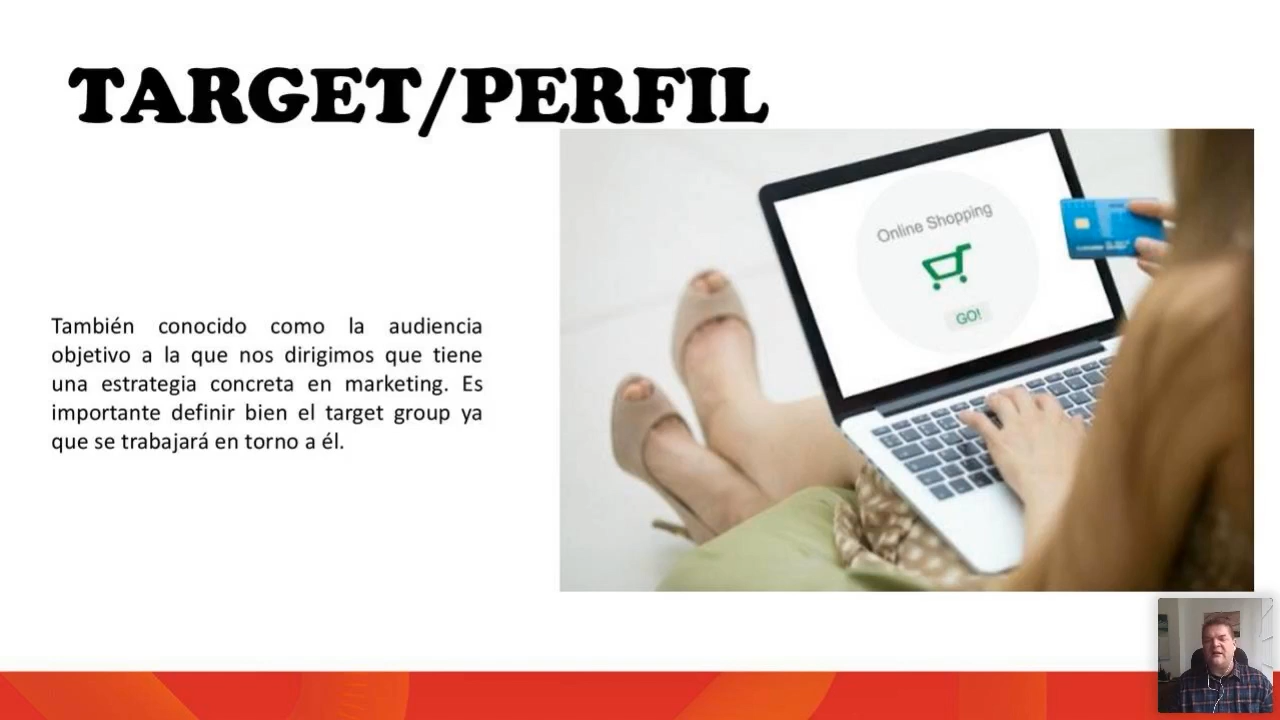 TARGET/PERFIL
Online Shopping
GO!
También conocido como la audiencia
objetivo a la que nos dirigimos que tiene
una estrategia concreta en marketing. Es
importante definir bien el target group ya
que se trabajará en torno a él.